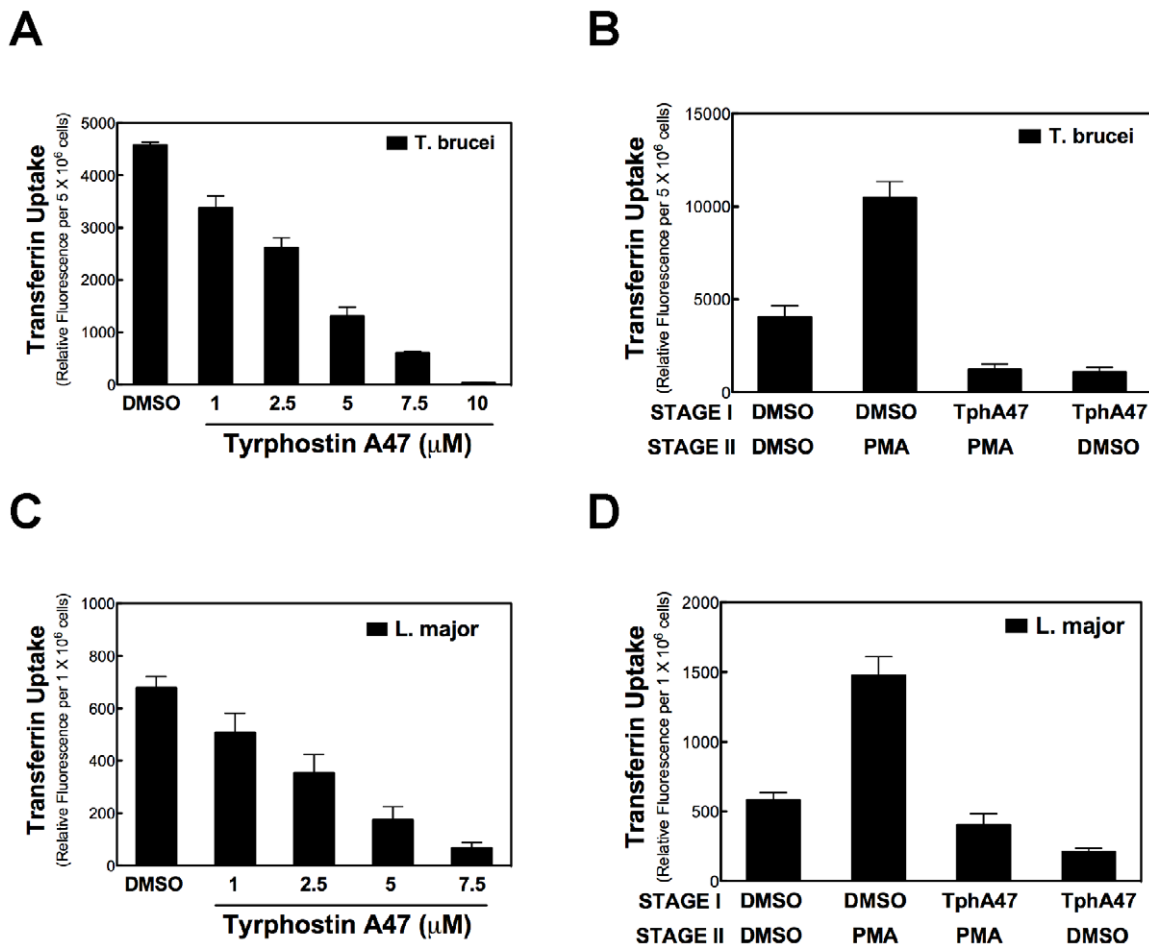 A
Transferrin Uptake
(Relative Fluorescence per 5 X 10⁶ cells)
5000
4000
3000
2000
1000
0
T. brucei
DMSO 1 2.5 5 7.5 10
Tyrphostin A47 (μM)
B
Transferrin Uptake
(Relative Fluorescence per 5 X 10⁶ cells)
15000
10000
5000
0
T. brucei
STAGE I DMSO DMSO TphA47 TphA47
STAGE II DMSO PMA PMA DMSO
C
Transferrin Uptake
(Relative Fluorescence per 1 X 10⁶ cells)
1000
800
600
400
200
0
L. major
DMSO 1 2.5 5 7.5
Tyrphostin A47 (μM)
D
Transferrin Uptake
(Relative Fluorescence per 1 X 10⁶ cells)
2000
1500
1000
500
0
L. major
STAGE I DMSO DMSO TphA47 TphA47
STAGE II DMSO PMA PMA DMSO